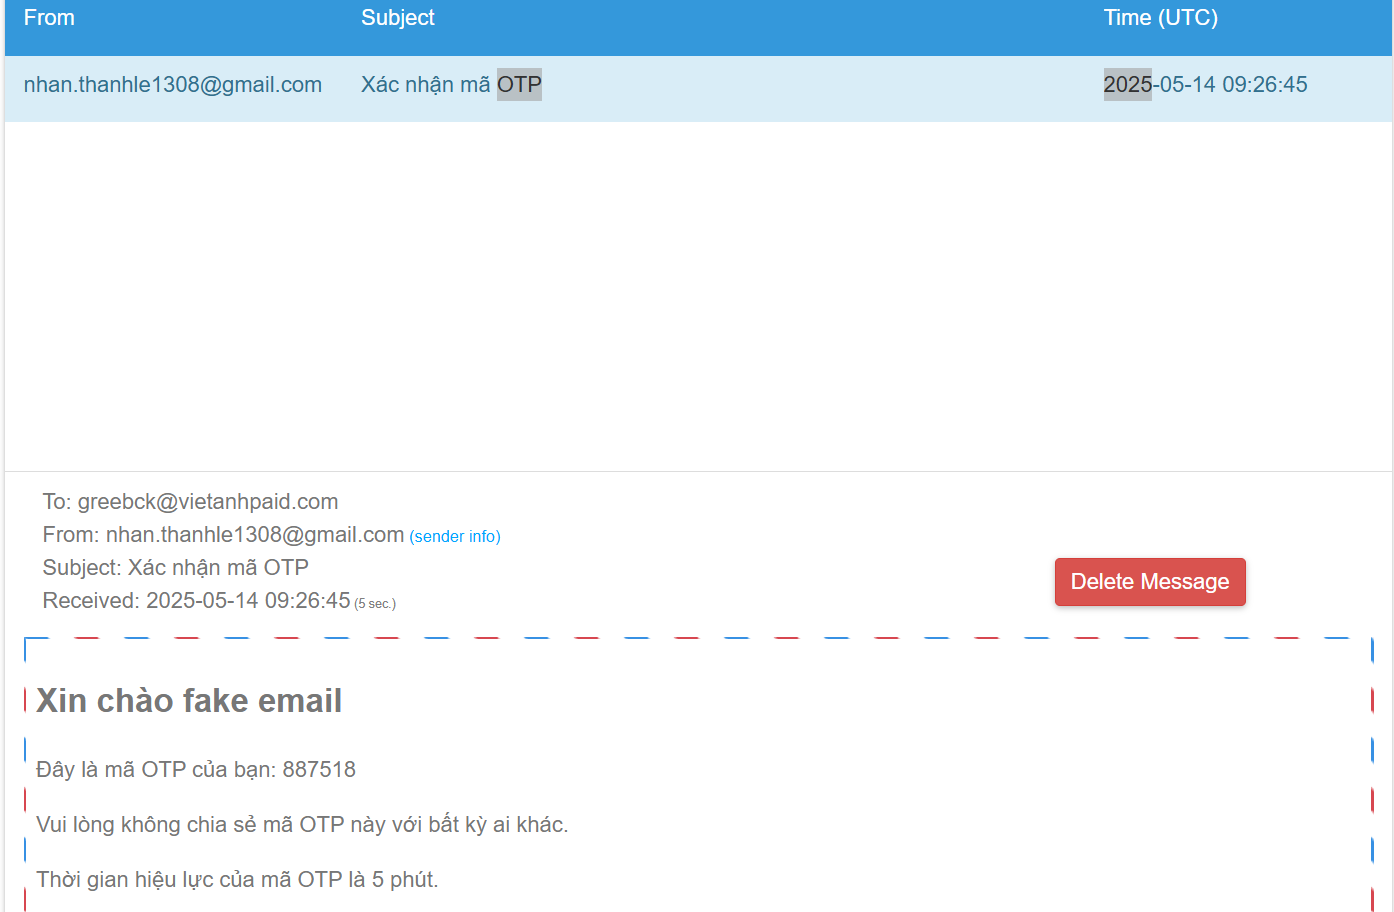 From Subject Time (UTC)
nhan.thanhle1308@gmail.com Xác nhận mã OTP 2025-05-14 09:26:45
To: greebck@vietanhpaid.com
From: nhan.thanhle1308@gmail.com (sender info)
Subject: Xác nhận mã OTP
Delete Message
Received: 2025-05-14 09:26:45 (5 sec.)
Xin chào fake email
Đây là mã OTP của bạn: 887518
Vui lòng không chia sẻ mã OTP này với bất kỳ ai khác.
Thời gian hiệu lực của mã OTP là 5 phút.